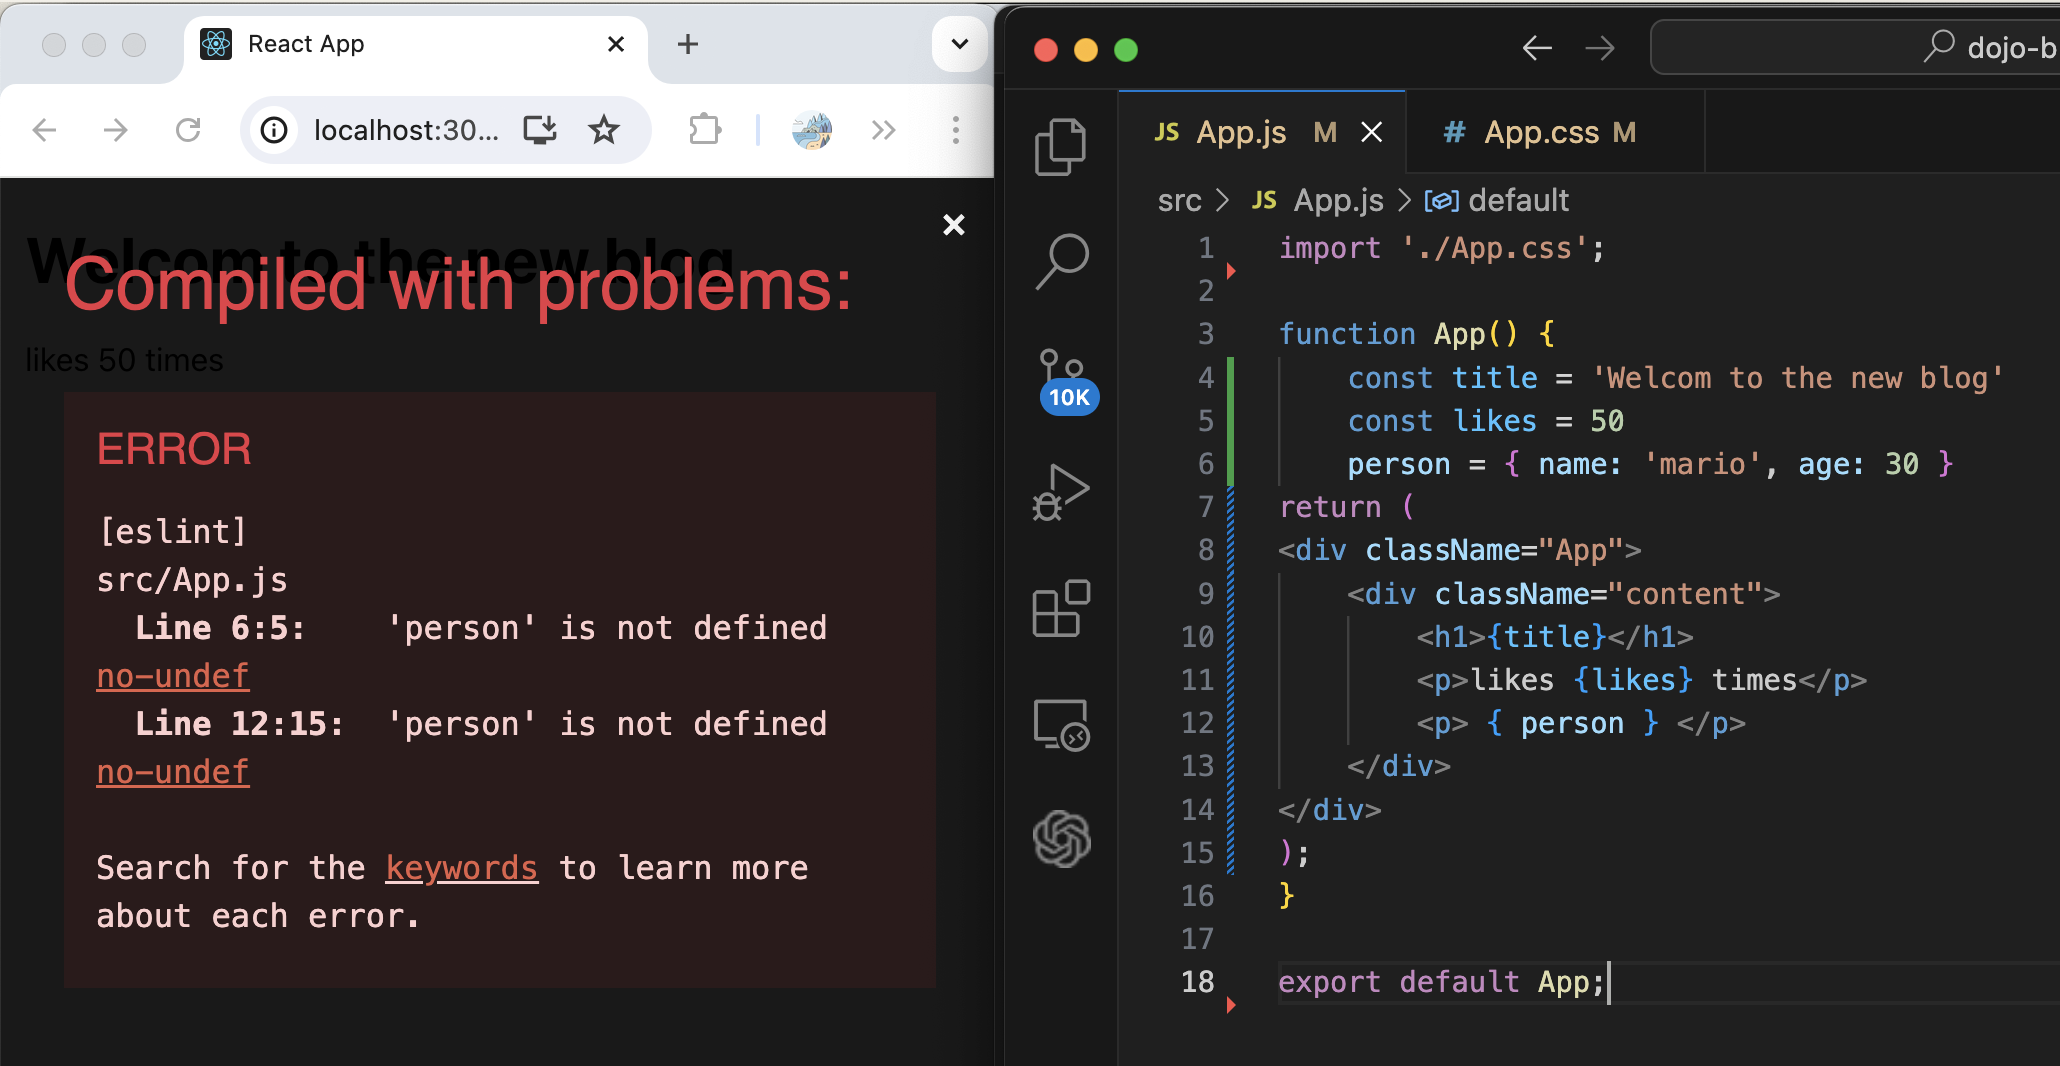 React App
localhost:30...
Welcom to the new blog
Compiled with problems:
likes 50 times
ERROR
[eslint]
src/App.js
Line 6:5: 'person' is not defined
no-undef
Line 12:15: 'person' is not defined
no-undef
Search for the keywords to learn more
about each error.
dojo-b
JS App.js M
# App.css M
src > JS App.js > default
10K
1 import './App.css';
2
3 function App() {
4 const title = 'Welcom to the new blog'
5 const likes = 50
6 person = { name: 'mario', age: 30 }
7 return (
8 <div className="App">
9 <div className="content">
10 <h1>{title}</h1>
11 <p>likes {likes} times</p>
12 <p> { person } </p>
13 </div>
14 </div>
15 );
16 }
17
18 export default App;